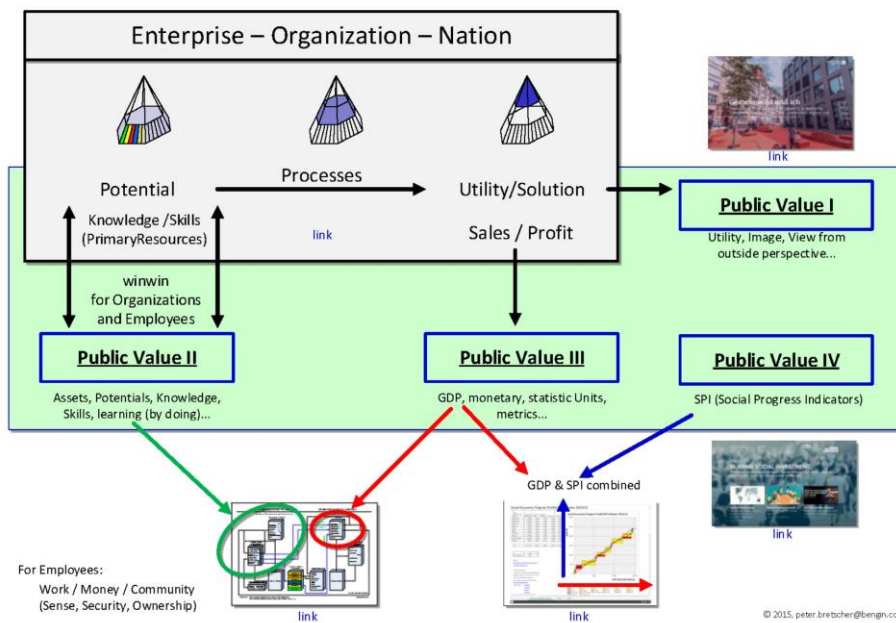 Enterprise – Organization – Nation
Potential
Processes
Utility/Solution
Knowledge /Skills
(PrimaryResources)
link
Sales / Profit
link
Public Value I
Utility, Image, View from
outside perspective...
winwin
for Organizations
and Employees
Public Value II
Assets, Potentials, Knowledge,
Skills, learning (by doing)...
Public Value III
GDP, monetary, statistic Units,
metrics...
Public Value IV
SPI (Social Progress Indicators)
GDP & SPI combined
link
For Employees:
Work / Money / Community
(Sense, Security, Ownership)
link
link
© 2015, peter.bretscher@bengin.co